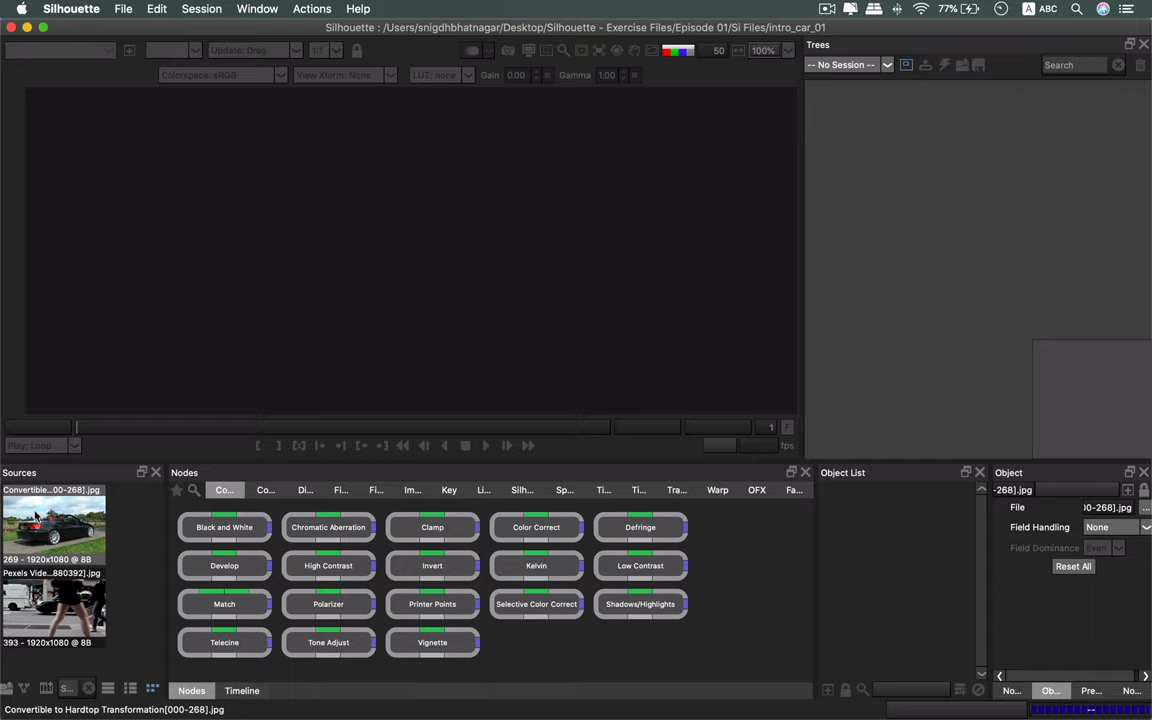 Silhouette File Edit Session Window Actions Help 77% A ABC
Silhouette : /Users/snigdhbhatnagar/Desktop/Silhouette - Exercise Files/Episode 01/Si Files/intro_car_01
Update: Drag 1:1 50 100%
Colorspace: sRGB View Xform: None LUT: none Gain 0.00 Gamma 1.00
Trees
-- No Session -- Search
1 F
Play: Loop fps
Sources
Convertible...00-268].jpg
269 - 1920x1080 @ 8B
Pexels Vide...880392].jpg
393 - 1920x1080 @ 8B
S...
Nodes
Co... Co... Di... Fi... Fi... Im... Key Li... Silh... Sp... Ti... Ti... Tra... Warp OFX Fa...
Black and White Chromatic Aberration Clamp Color Correct Defringe
Develop High Contrast Invert Kelvin Low Contrast
Match Polarizer Printer Points Selective Color Correct Shadows/Highlights
Telecine Tone Adjust Vignette
Nodes Timeline
Object List
Object
-268].jpg
File 00-268].jpg ...
Field Handling None
Field Dominance Even
Reset All
No... Ob... Pre... No...
Convertible to Hardtop Transformation[000-268].jpg
--